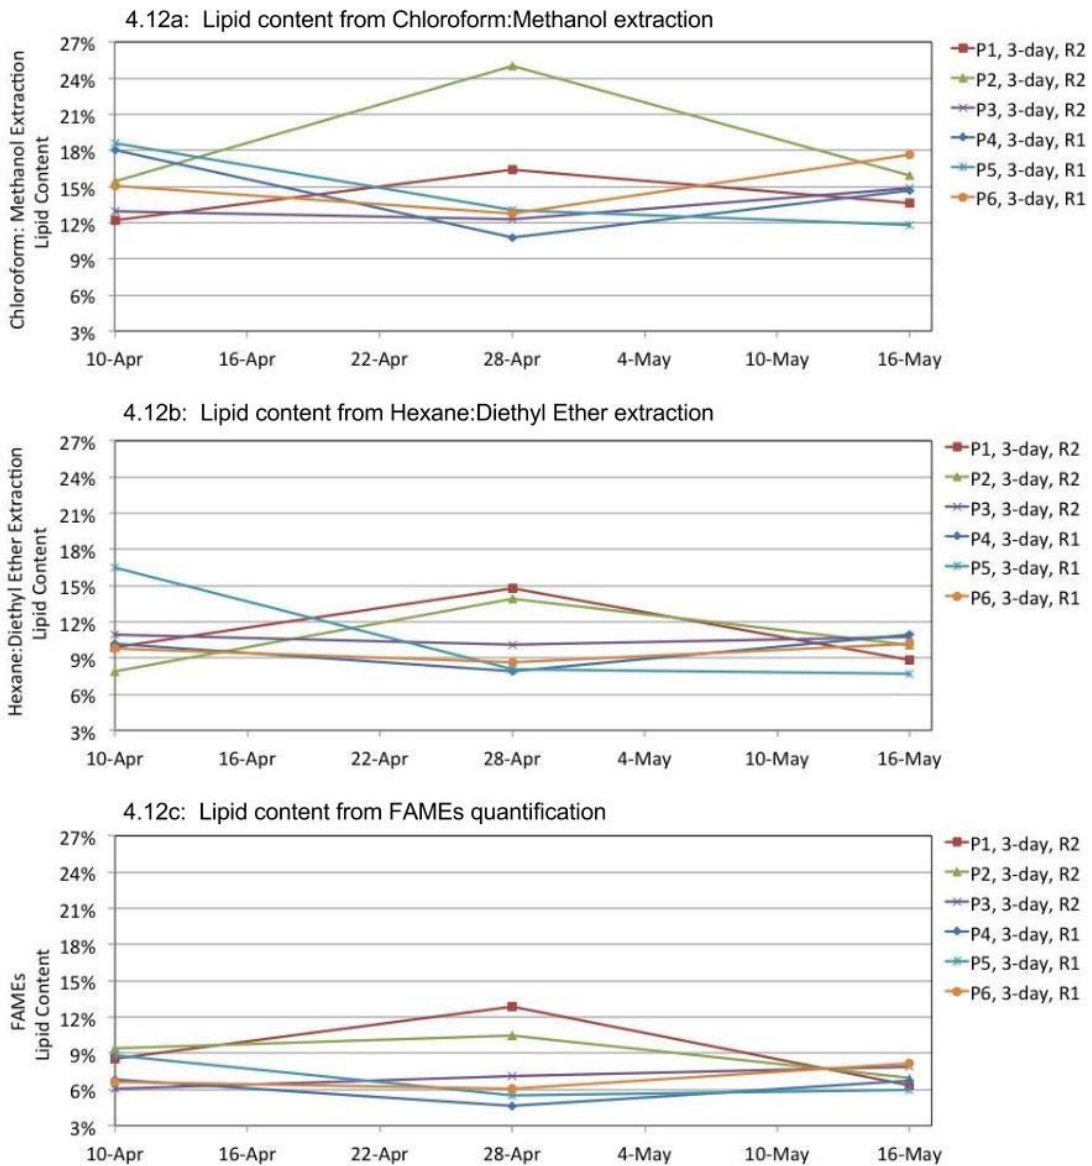 4.12a: Lipid content from Chloroform:Methanol extraction
Chloroform: Methanol Extraction
Lipid Content
27%
24%
21%
18%
15%
12%
9%
6%
3%
10-Apr 16-Apr 22-Apr 28-Apr 4-May 10-May 16-May
P1, 3-day, R2
P2, 3-day, R2
P3, 3-day, R2
P4, 3-day, R1
P5, 3-day, R1
P6, 3-day, R1
4.12b: Lipid content from Hexane:Diethyl Ether extraction
Hexane:Diethyl Ether Extraction
Lipid Content
27%
24%
21%
18%
15%
12%
9%
6%
3%
10-Apr 16-Apr 22-Apr 28-Apr 4-May 10-May 16-May
P1, 3-day, R2
P2, 3-day, R2
P3, 3-day, R2
P4, 3-day, R1
P5, 3-day, R1
P6, 3-day, R1
4.12c: Lipid content from FAMEs quantification
FAMEs
Lipid Content
27%
24%
21%
18%
15%
12%
9%
6%
3%
10-Apr 16-Apr 22-Apr 28-Apr 4-May 10-May 16-May
P1, 3-day, R2
P2, 3-day, R2
P3, 3-day, R2
P4, 3-day, R1
P5, 3-day, R1
P6, 3-day, R1